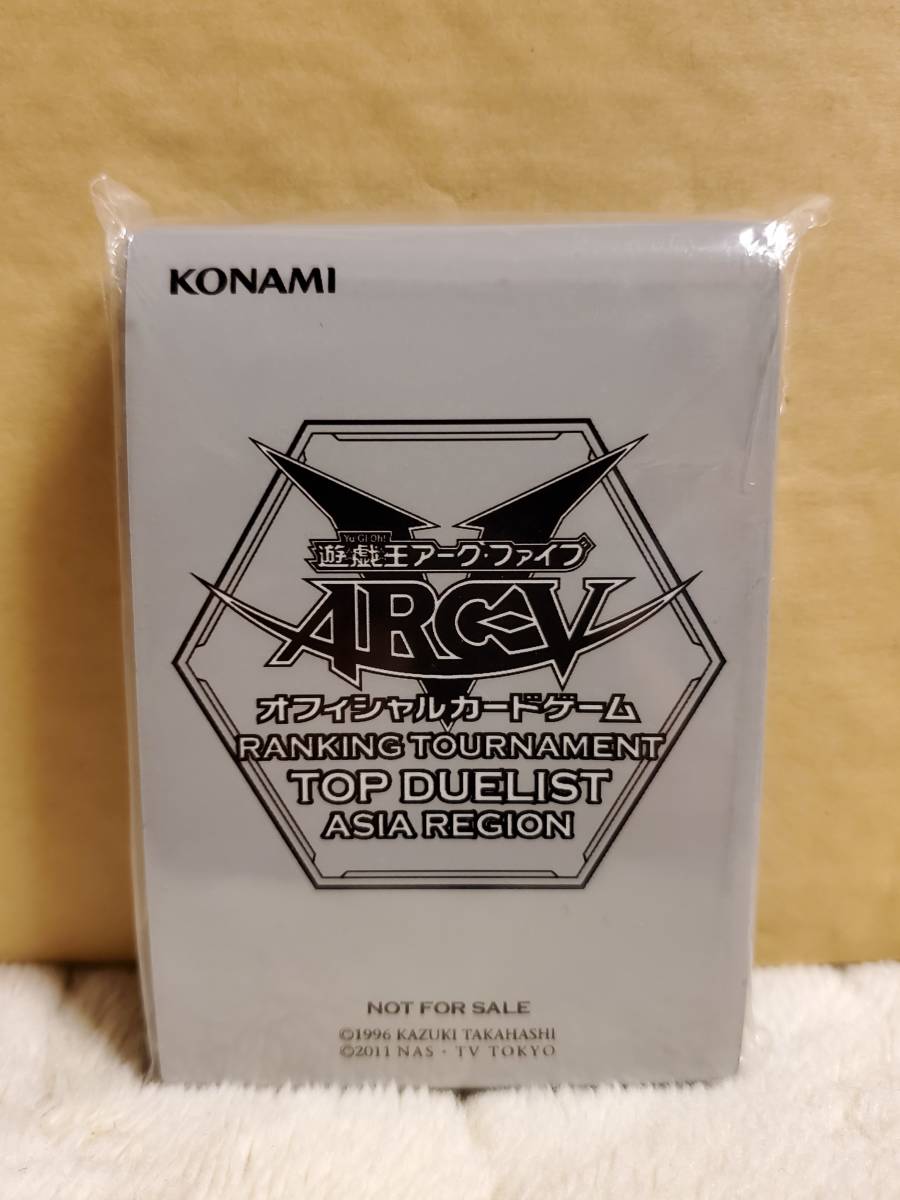 KONAMI
Yu Gi Oh!
遊戯王アーク・ファイブ
ARC-V
オフィシャルカードゲーム
RANKING TOURNAMENT
TOP DUELIST
ASIA REGION
NOT FOR SALE
©1996 KAZUKI TAKAHASHI
©2011 NAS・TV TOKYO